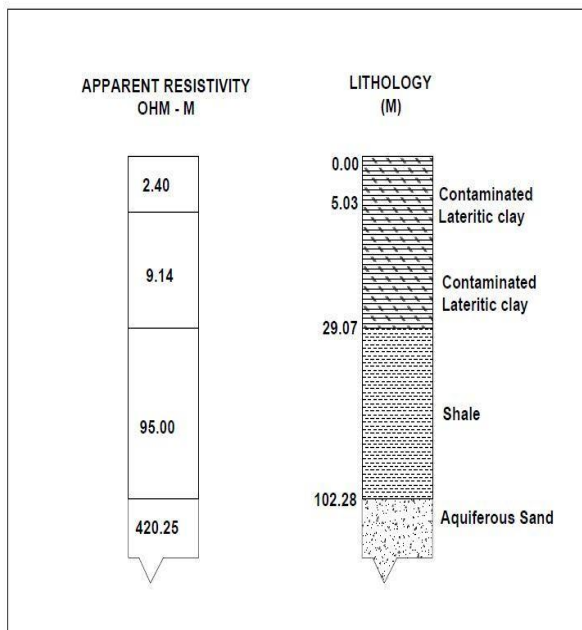 APPARENT RESISTIVITY
OHM - M
LITHOLOGY
(M)
2.40
9.14
95.00
420.25
0.00
5.03
29.07
102.28
Contaminated
Lateritic clay
Contaminated
Lateritic clay
Shale
Aquiferous Sand